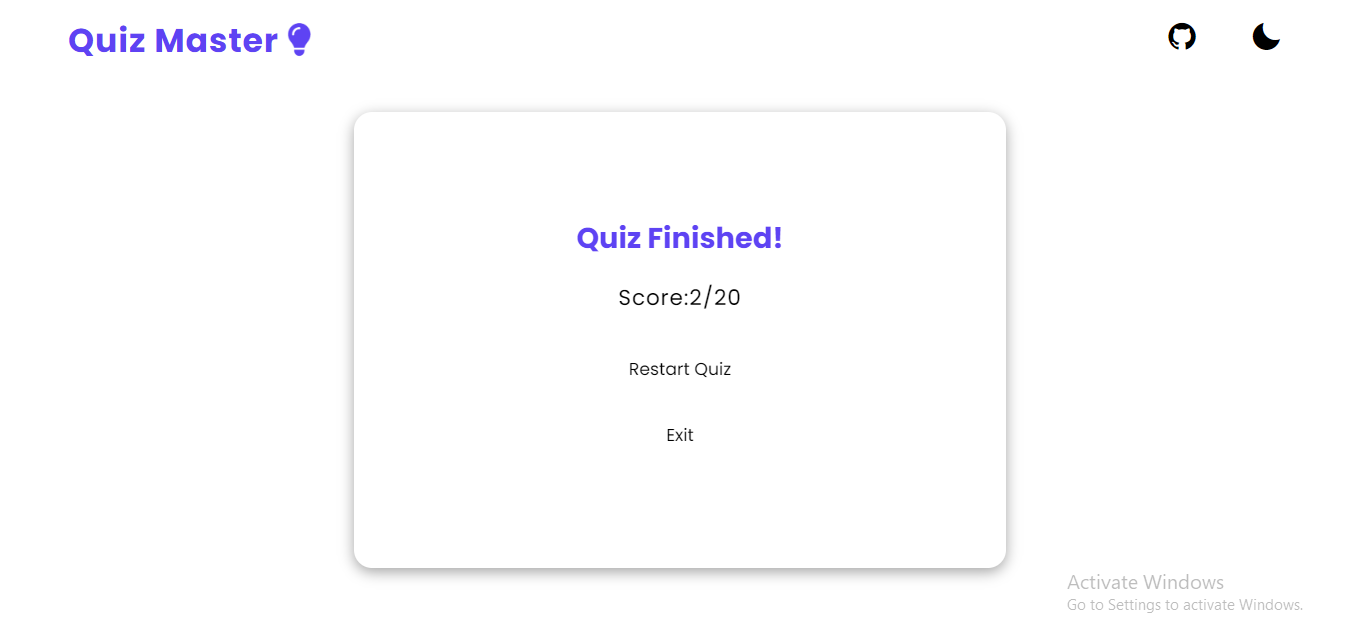 Quiz Master
Quiz Finished!
Score:2/20
Restart Quiz
Exit
Activate Windows
Go to Settings to activate Windows.